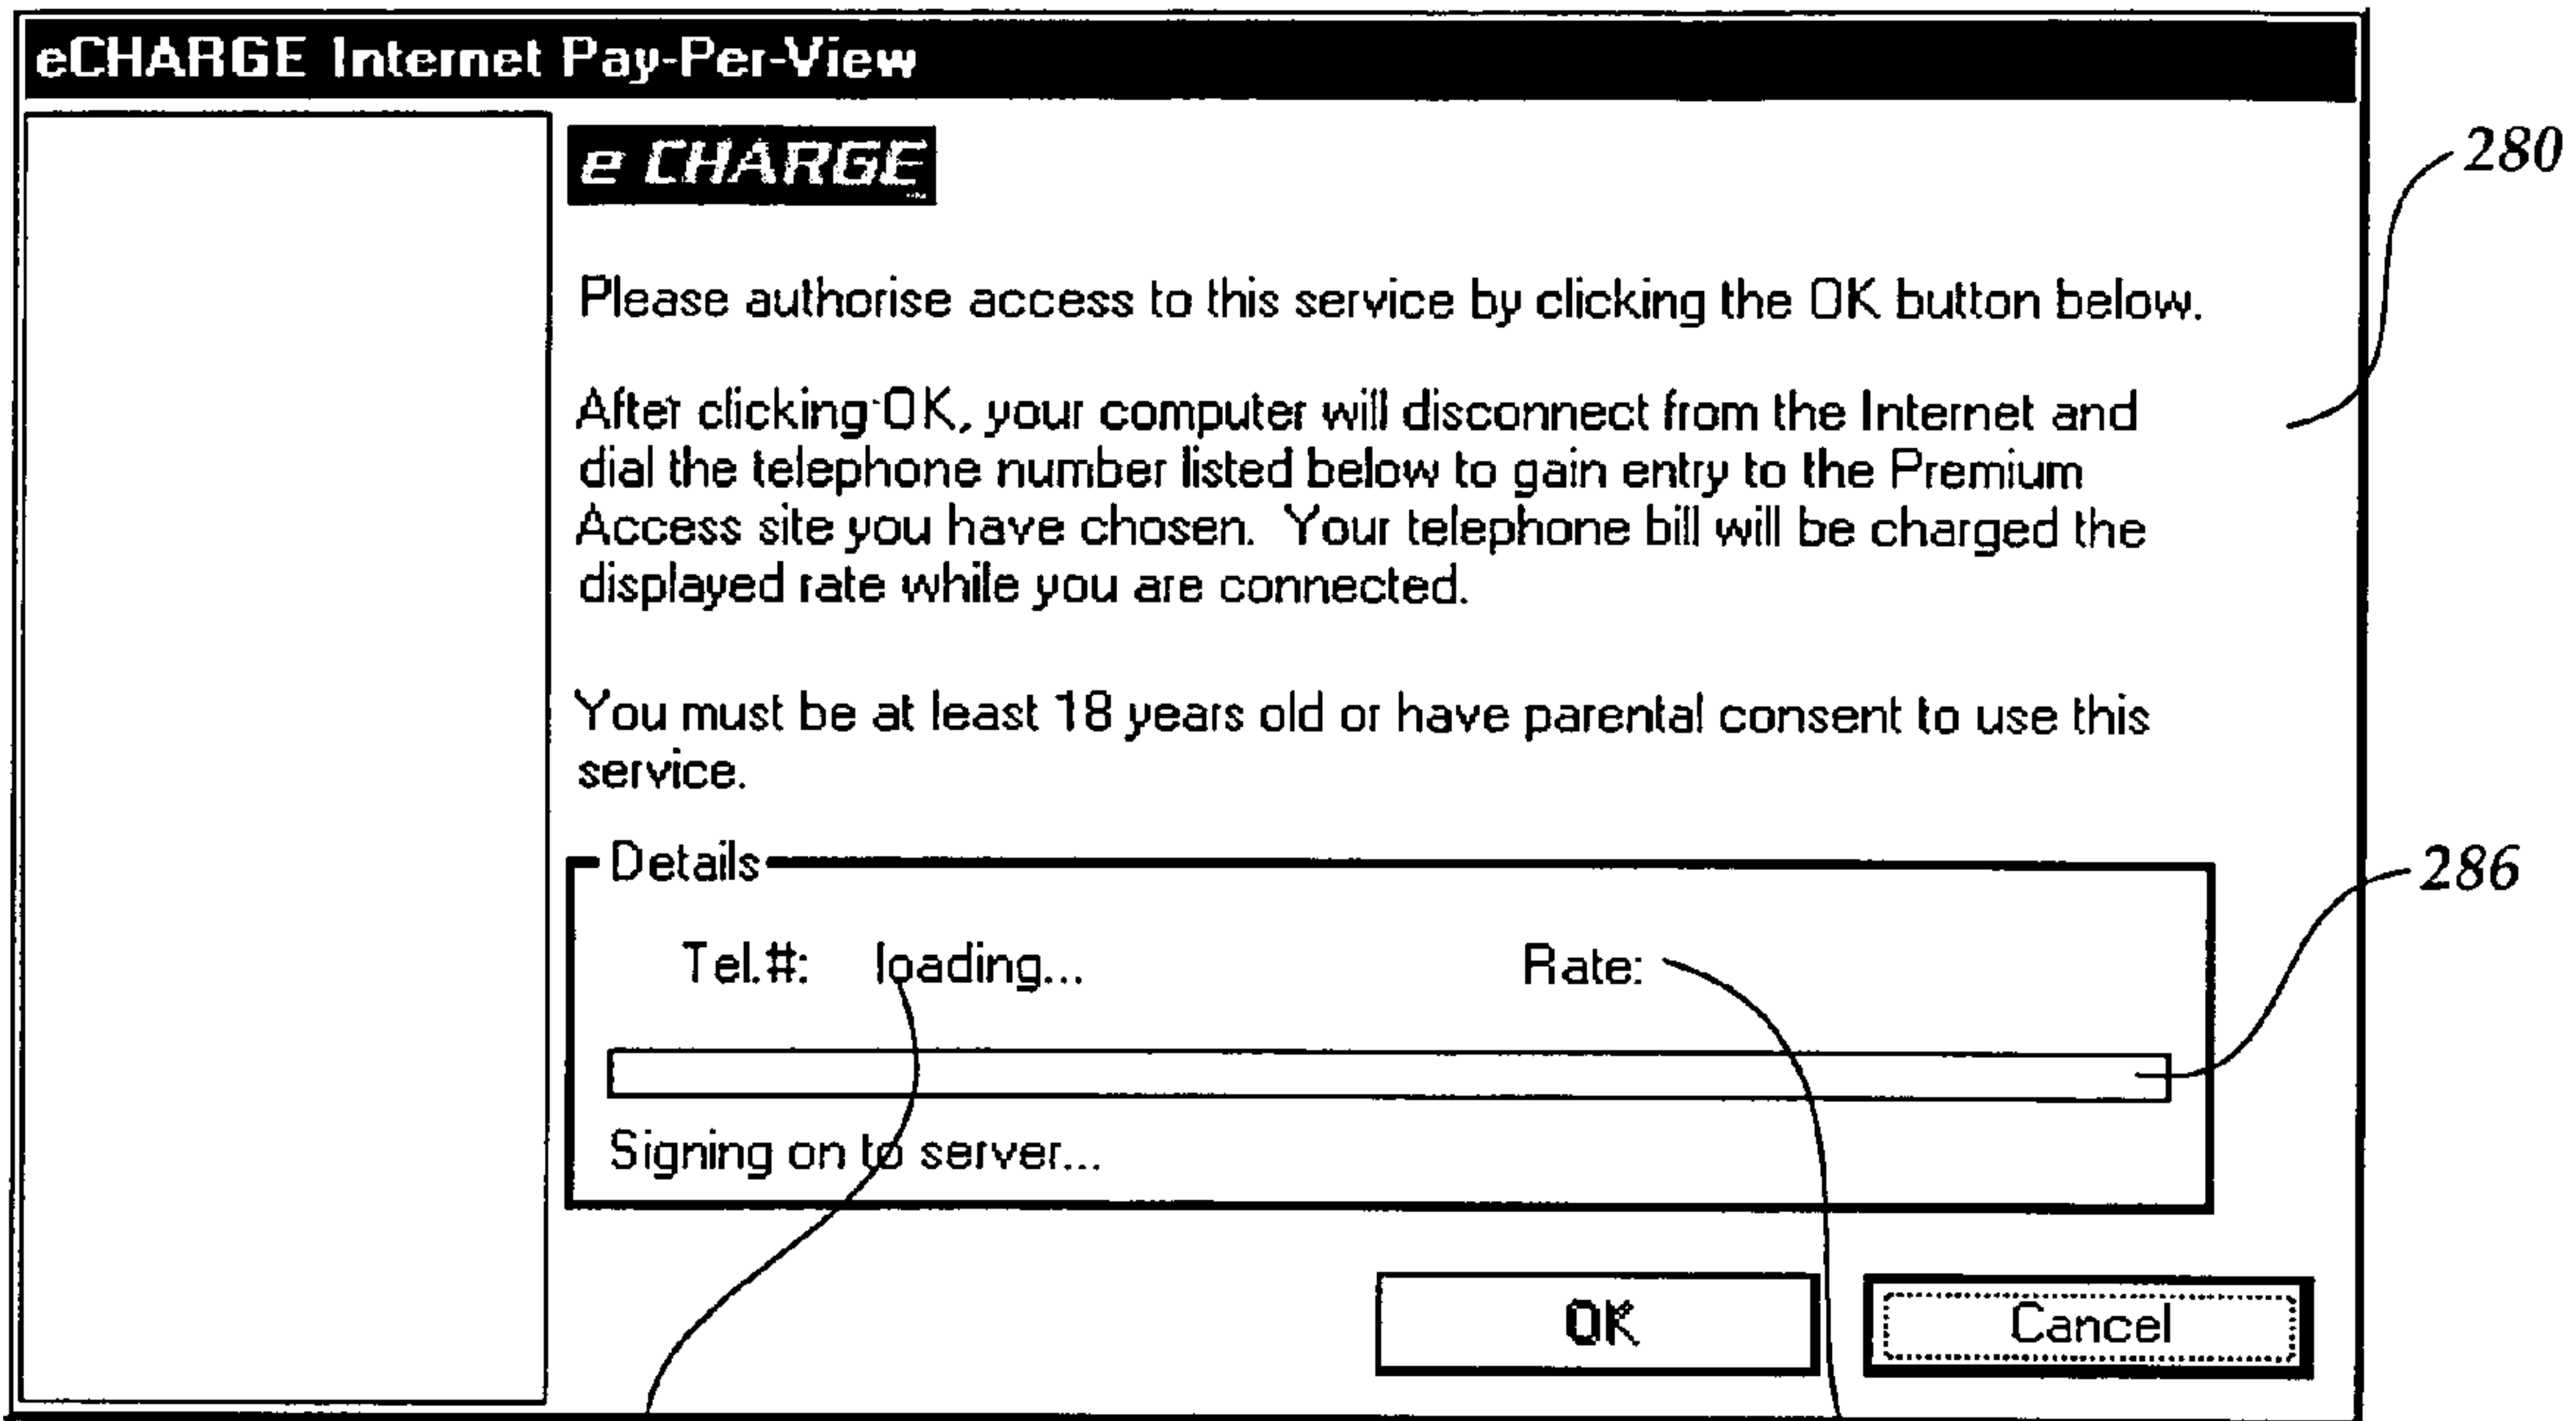 eCHARGE Internet Pay-Per-View
e CHARGE
280
Please authorise access to this service by clicking the OK button below.
After clicking OK, your computer will disconnect from the Internet and
dial the telephone number listed below to gain entry to the Premium
Access site you have chosen. Your telephone bill will be charged the
displayed rate while you are connected.
You must be at least 18 years old or have parental consent to use this
service.
Details
286
Tel.#: loading... Rate:
Signing on to server...
OK Cancel